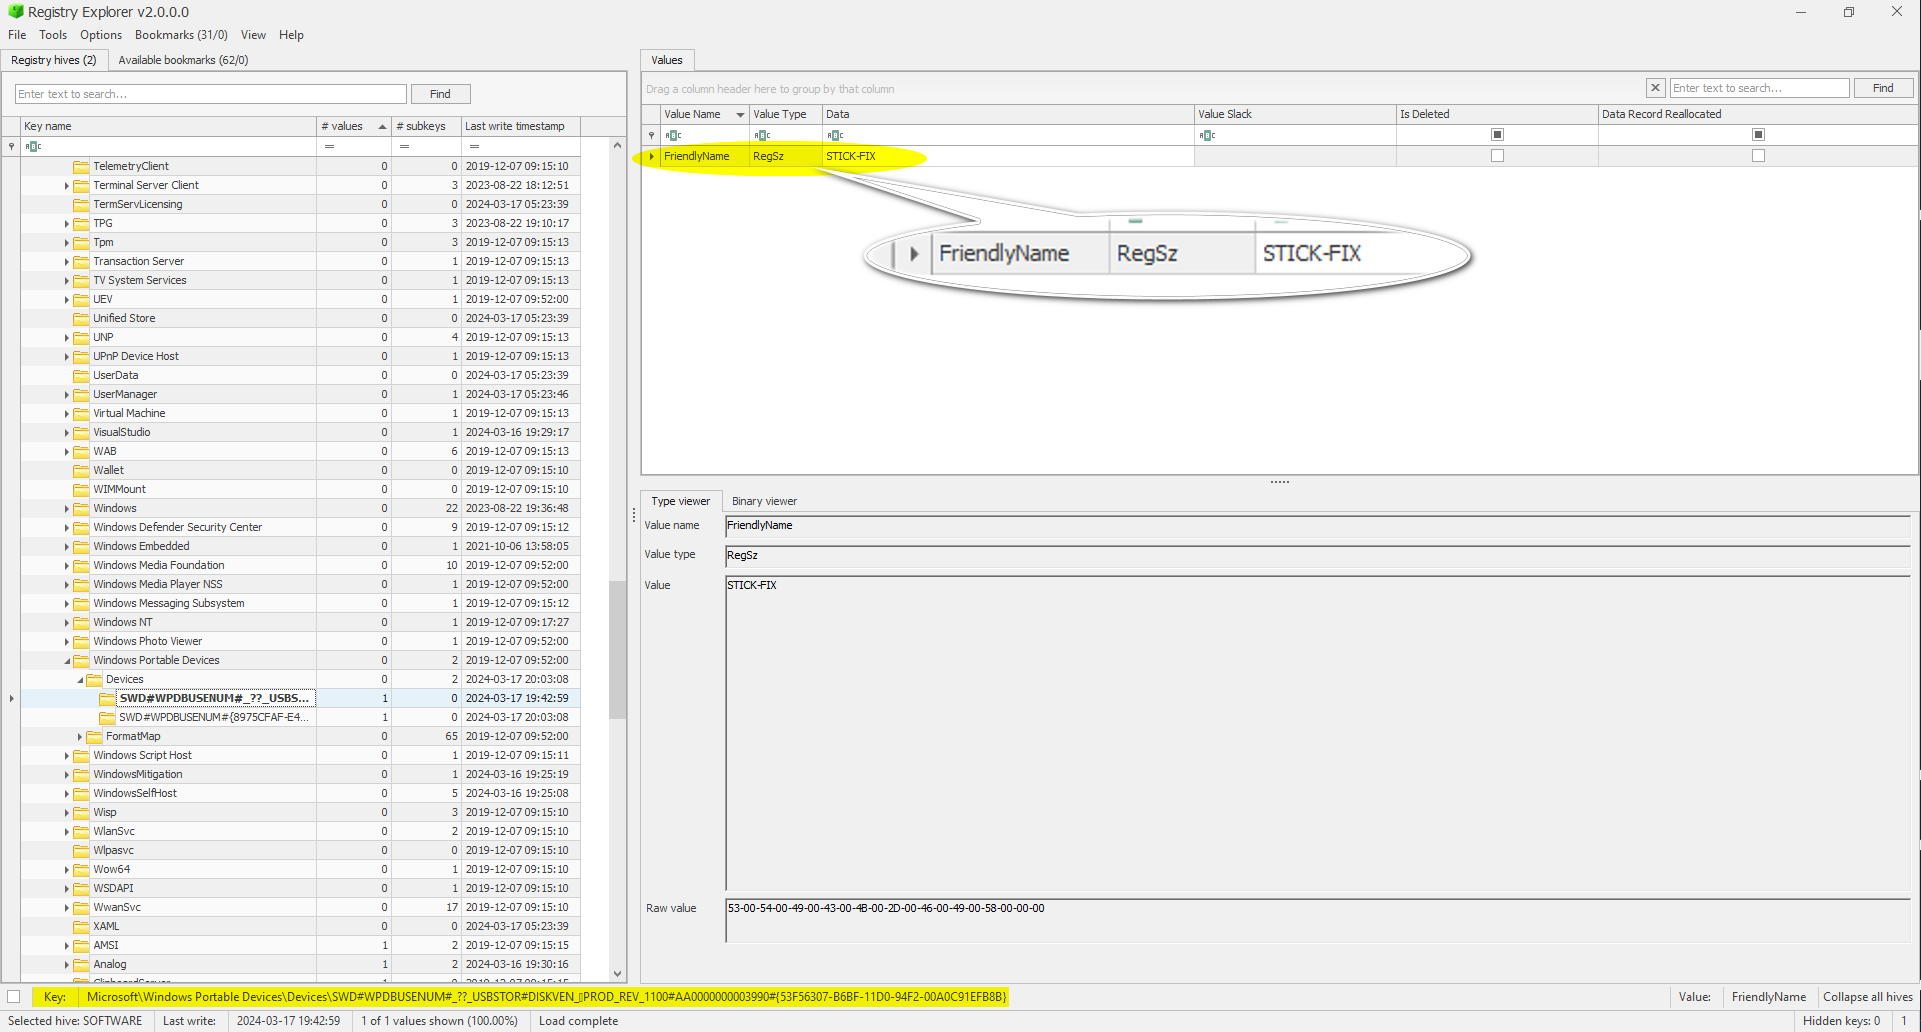 Registry Explorer v2.0.0.0
File Tools Options Bookmarks (31/0) View Help
Registry hives (2) Available bookmarks (62/0)
Enter text to search... Find
Key name # values # subkeys Last write timestamp
= = =
TelemetryClient 0 0 2019-12-07 09:15:10
Terminal Server Client 0 3 2023-08-22 18:12:51
TermServLicensing 0 0 2024-03-17 05:23:39
TPG 0 3 2023-08-22 19:10:17
Tpm 0 3 2019-12-07 09:15:13
Transaction Server 0 1 2019-12-07 09:15:13
TV System Services 0 1 2019-12-07 09:15:13
UEV 0 1 2019-12-07 09:52:00
Unified Store 0 0 2024-03-17 05:23:39
UNP 0 4 2019-12-07 09:15:13
UPnP Device Host 0 1 2019-12-07 09:15:13
UserData 0 0 2024-03-17 05:23:39
UserManager 0 1 2024-03-17 05:23:46
Virtual Machine 0 1 2019-12-07 09:15:13
VisualStudio 0 1 2024-03-16 19:29:17
WAB 0 6 2019-12-07 09:15:13
Wallet 0 0 2019-12-07 09:15:10
WIMMount 0 0 2019-12-07 09:15:10
Windows 0 22 2023-08-22 19:36:48
Windows Defender Security Center 0 9 2019-12-07 09:15:12
Windows Embedded 0 1 2021-10-06 13:58:05
Windows Media Foundation 0 10 2019-12-07 09:52:00
Windows Media Player NSS 0 1 2019-12-07 09:52:00
Windows Messaging Subsystem 0 1 2019-12-07 09:15:12
Windows NT 0 1 2019-12-07 09:17:27
Windows Photo Viewer 0 1 2019-12-07 09:52:00
Windows Portable Devices 0 2 2019-12-07 09:52:00
Devices 0 2 2024-03-17 20:03:08
SWD#WPDBUSENUM#_??_USBS... 1 0 2024-03-17 19:42:59
SWD#WPDBUSENUM#{8975CFAF-E4... 1 0 2024-03-17 20:03:08
FormatMap 0 65 2019-12-07 09:52:00
Windows Script Host 0 1 2019-12-07 09:15:11
WindowsMitigation 0 1 2024-03-16 19:25:19
WindowsSelfHost 0 5 2024-03-16 19:25:08
Wisp 0 3 2019-12-07 09:15:10
WlanSvc 0 2 2019-12-07 09:15:10
Wlpasvc 0 0 2019-12-07 09:15:10
Wow64 0 1 2019-12-07 09:15:10
WSDAPI 0 1 2019-12-07 09:15:10
WwanSvc 0 17 2019-12-07 09:15:10
XAML 0 0 2024-03-17 05:23:39
AMSI 1 2 2019-12-07 09:15:15
Analog 1 2 2024-03-16 19:30:16
Values
Drag a column header here to group by that column Enter text to search... Find
Value Name Value Type Data Value Slack Is Deleted Data Record Reallocated
FriendlyName RegSz STICK-FIX
FriendlyName RegSz STICK-FIX
Type viewer Binary viewer
Value name FriendlyName
Value type RegSz
Value STICK-FIX
Raw value 53-00-54-00-49-00-43-00-4B-00-2D-00-46-00-49-00-58-00-00-00
Key: Microsoft\Windows Portable Devices\Devices\SWD#WPDBUSENUM#_??_USBSTOR#DISKVEN_▯PROD_REV_1100#AA0000000003990#{53F56307-B6BF-11D0-94F2-00A0C91EFB8B} Value: FriendlyName Collapse all hives
Selected hive: SOFTWARE Last write: 2024-03-17 19:42:59 1 of 1 values shown (100.00%) Load complete Hidden keys: 0 1